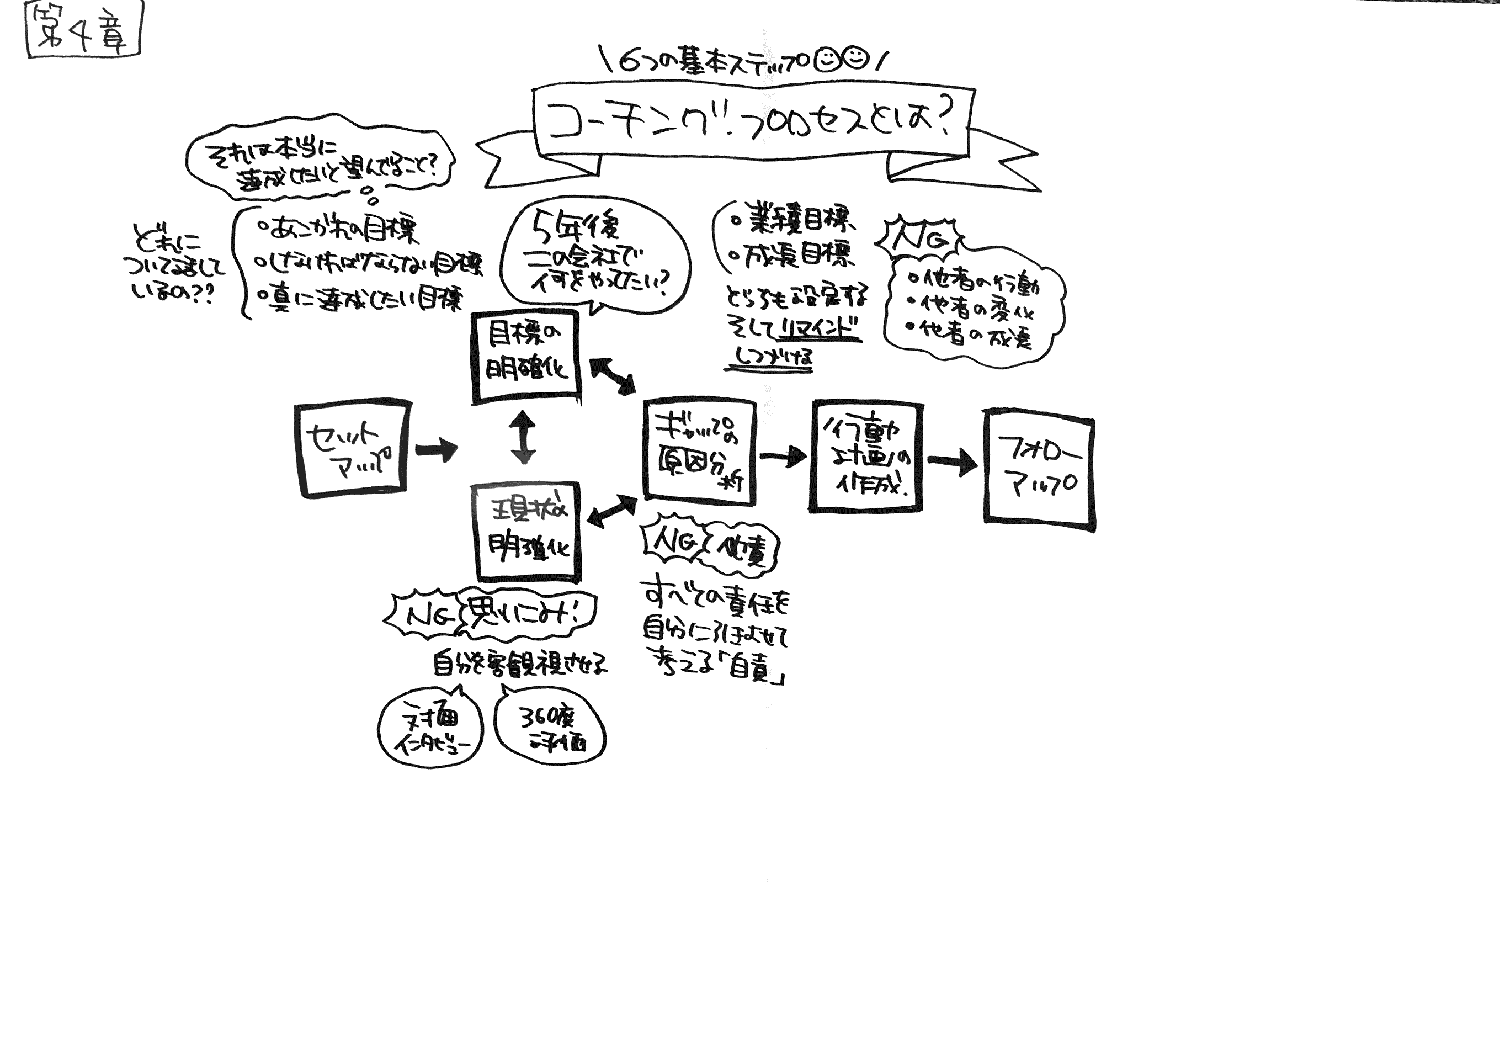 第4章
\6つの基本ステップ/
コーチング・プロセスとは?
それは本当に
達成したいと望んでること?
どれに
ついて話して
いるの??
・あこがれの目標
・しなければならない目標
・真に達成したい目標
5年後
この会社で
何をやってたい?
・業績目標
・成長目標
どちらも設定する
そしてリマインド
しつづける
NG
・他者の行動
・他者の変化
・他者の成長
目標の
明確化
セット
アップ
ギャップの
原因分
析
行動
計画の
作成
フォロー
アップ
現状の
明確化
NG 他責
すべての責任を
自分に引きよせて
考える「自責」
NG 思いこみ!
自分を客観視させる
対面
インタビュー
360度
評価